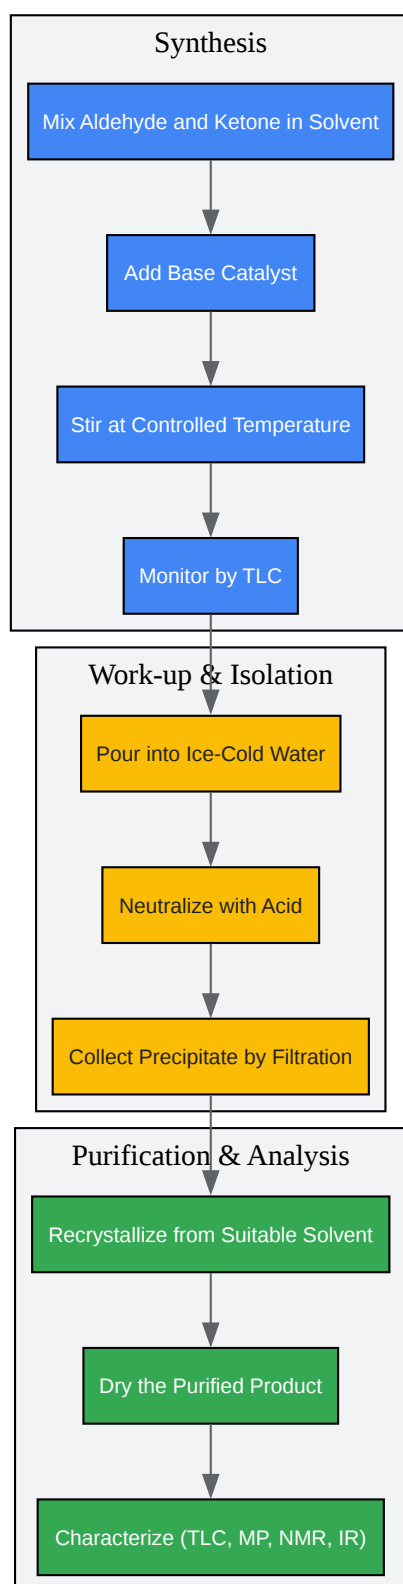 Synthesis
Mix Aldehyde and Ketone in Solvent
Add Base Catalyst
Stir at Controlled Temperature
Monitor by TLC
Work-up & Isolation
Pour into Ice-Cold Water
Neutralize with Acid
Collect Precipitate by Filtration
Purification & Analysis
Recrystallize from Suitable Solvent
Dry the Purified Product
Characterize (TLC, MP, NMR, IR)